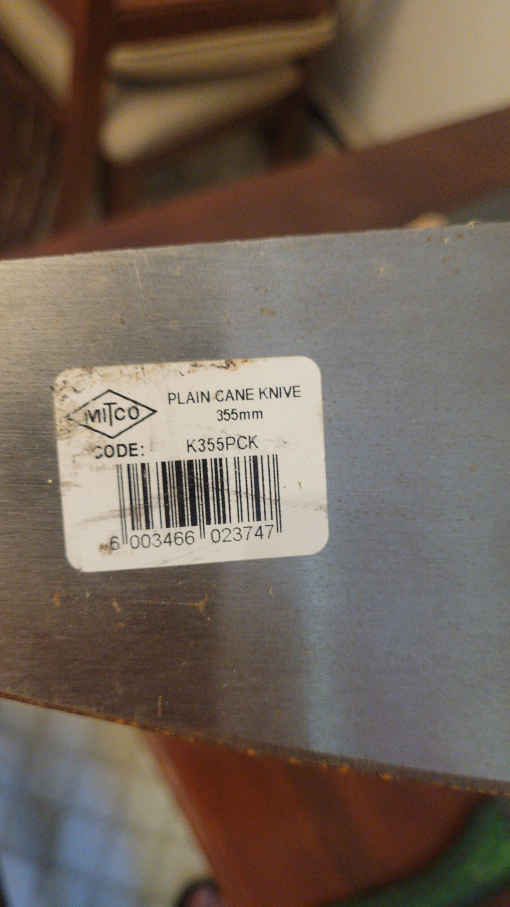 MITCO
PLAIN CANE KNIVE
355mm
CODE: K355PCK
6 003466 023747